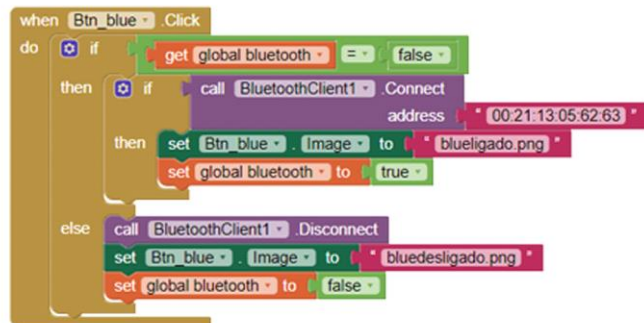 when Btn_blue .Click
do if get global bluetooth = false
then if call BluetoothClient1 .Connect
address " 00:21:13:05:62:63 "
then set Btn_blue . Image to " blueligado.png "
set global bluetooth to true
else call BluetoothClient1 .Disconnect
set Btn_blue . Image to " bluedesligado.png "
set global bluetooth to false